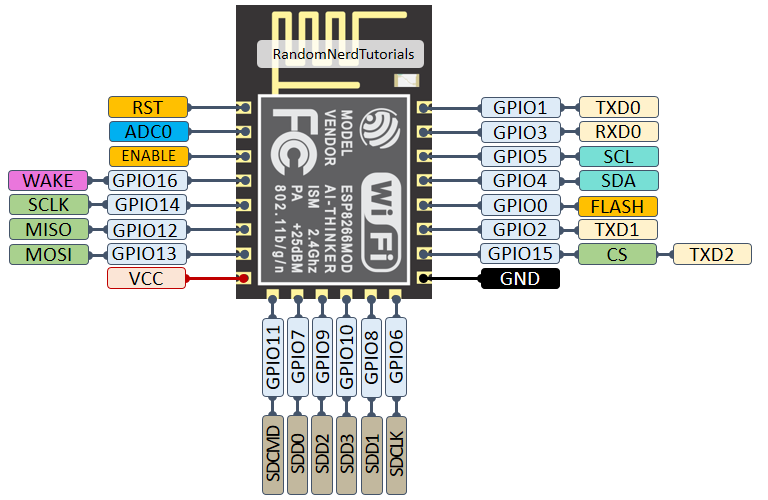 RandomNerdTutorials
RST
ADC0
ENABLE
WAKE GPIO16
SCLK GPIO14
MISO GPIO12
MOSI GPIO13
VCC
GPIO1 TXD0
GPIO3 RXD0
GPIO5 SCL
GPIO4 SDA
GPIO0 FLASH
GPIO2 TXD1
GPIO15 CS TXD2
GND
FC
MODEL
VENDOR
ESP8266MOD
AI-THINKER
ISM 2.4GHz
PA +25dBM
802.11b/g/n
WiFi
GPIO11
GPIO7
GPIO9
GPIO10
GPIO8
GPIO6
SDCMD
SDD0
SDD2
SDD3
SDD1
SDCLK